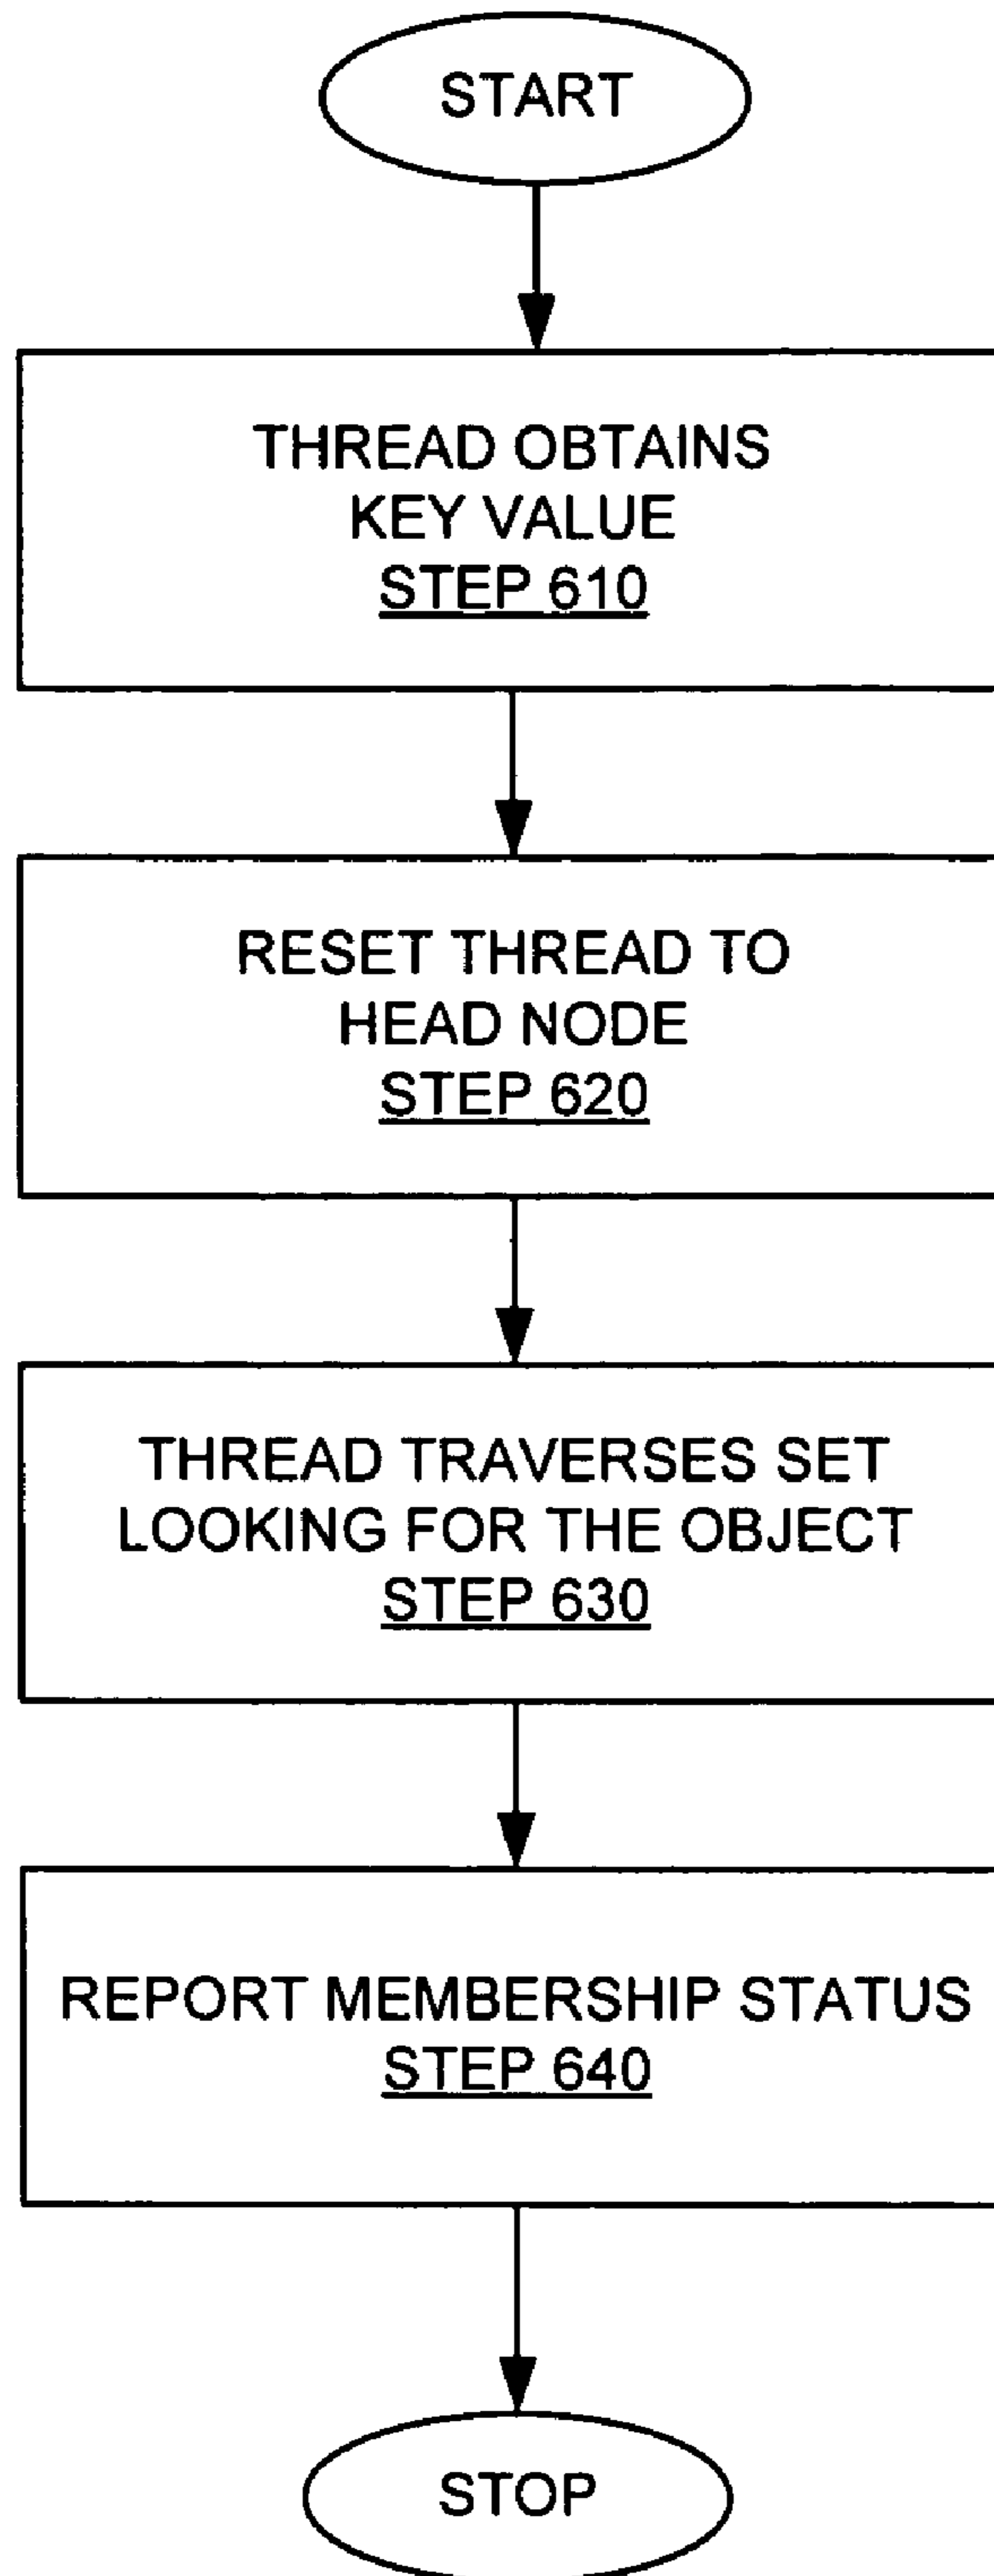 START
THREAD OBTAINS
KEY VALUE
STEP 610
RESET THREAD TO
HEAD NODE
STEP 620
THREAD TRAVERSES SET
LOOKING FOR THE OBJECT
STEP 630
REPORT MEMBERSHIP STATUS
STEP 640
STOP